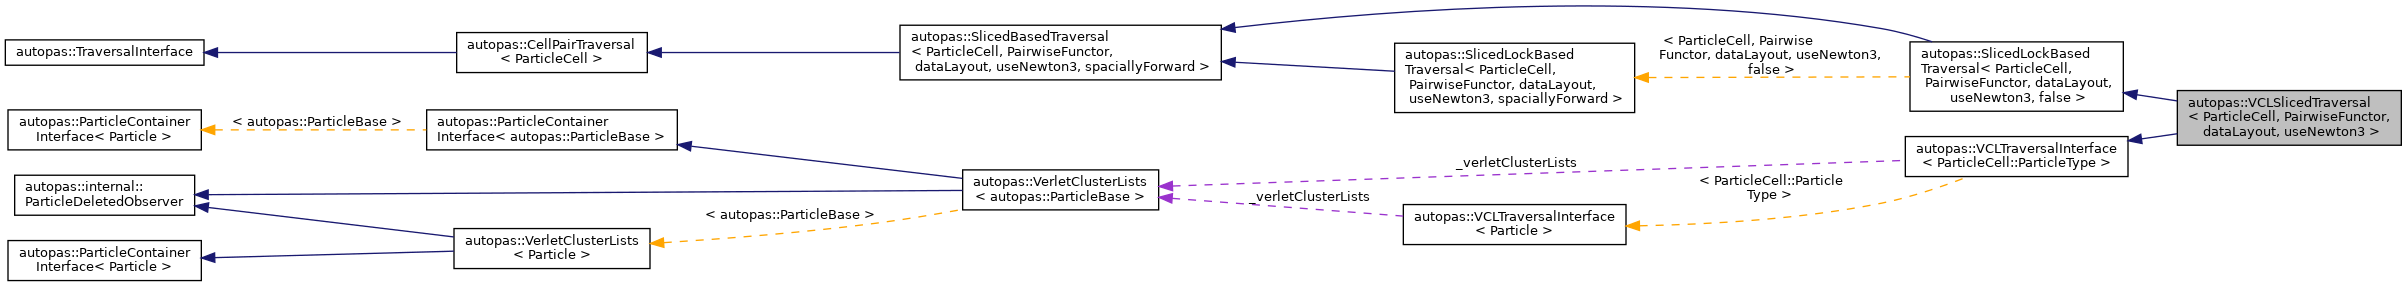 autopas::TraversalInterface
autopas::CellPairTraversal
< ParticleCell >
autopas::SlicedBasedTraversal
< ParticleCell, PairwiseFunctor,
dataLayout, useNewton3, spaciallyForward >
autopas::SlicedLockBased
Traversal< ParticleCell,
PairwiseFunctor, dataLayout,
useNewton3, spaciallyForward >
< ParticleCell, Pairwise
Functor, dataLayout, useNewton3,
false >
autopas::SlicedLockBased
Traversal< ParticleCell,
PairwiseFunctor, dataLayout,
useNewton3, false >
autopas::VCLSlicedTraversal
< ParticleCell, PairwiseFunctor,
dataLayout, useNewton3 >
autopas::ParticleContainer
Interface< Particle >
< autopas::ParticleBase >
autopas::ParticleContainer
Interface< autopas::ParticleBase >
autopas::internal::
ParticleDeletedObserver
autopas::VerletClusterLists
< autopas::ParticleBase >
_verletClusterLists
autopas::VCLTraversalInterface
< ParticleCell::ParticleType >
< ParticleCell::Particle
Type >
_verletClusterLists
autopas::VCLTraversalInterface
< Particle >
< autopas::ParticleBase >
autopas::VerletClusterLists
< Particle >
autopas::ParticleContainer
Interface< Particle >